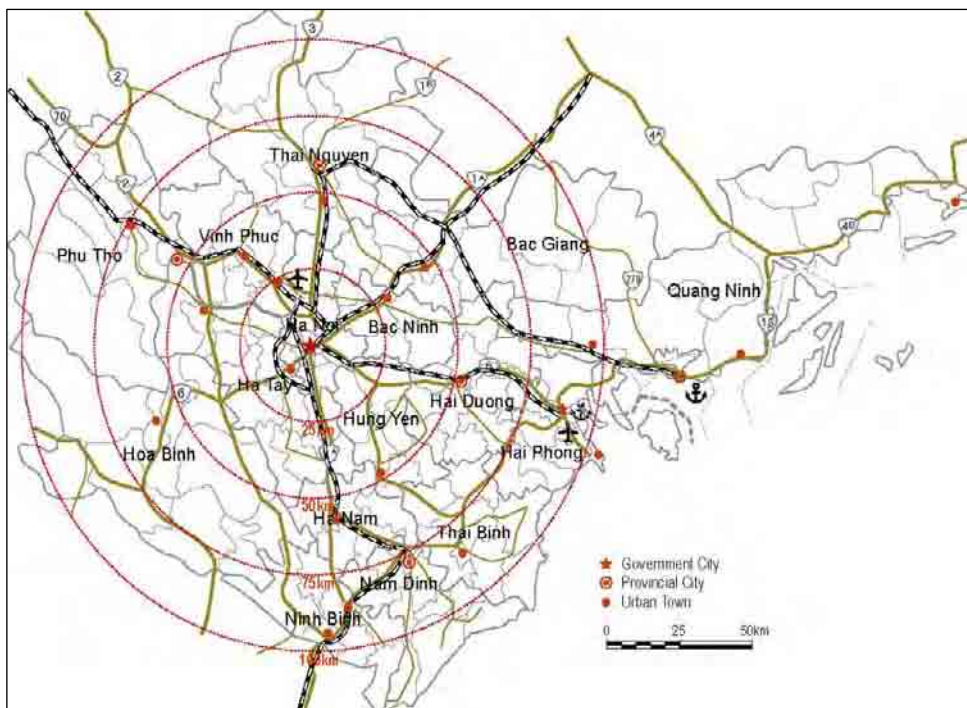 3
2
1B
70
4A
Thai Nguyen
1A
2
4B
Vinh Phuc
Phu Tho
Bac Giang
Quang Ninh
Ha Noi
Bac Ninh
18
Ha Tay
6
Hai Duong
Hung Yen
25km
Hoa Binh
Hai Phong
50km
Ha Nam
Thai Binh
Government City
Provincial City
Urban Town
75km
Nam Dinh
Ninh Binh
0 25 50km
100km